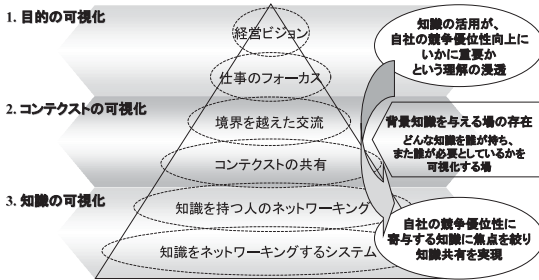 1. 目的の可視化
経営ビジョン
仕事のフォーカス
知識の活用が、
自社の競争優位性向上に
いかに重要か
という理解の浸透
2. コンテクストの可視化
境界を越えた交流
コンテクストの共有
背景知識を与える場の存在
どんな知識を誰が持ち、
また誰が必要としているかを
可視化する場
3. 知識の可視化
知識を持つ人のネットワーキング
知識をネットワーキングするシステム
自社の競争優位性に
寄与する知識に焦点を絞り
知識共有を実現